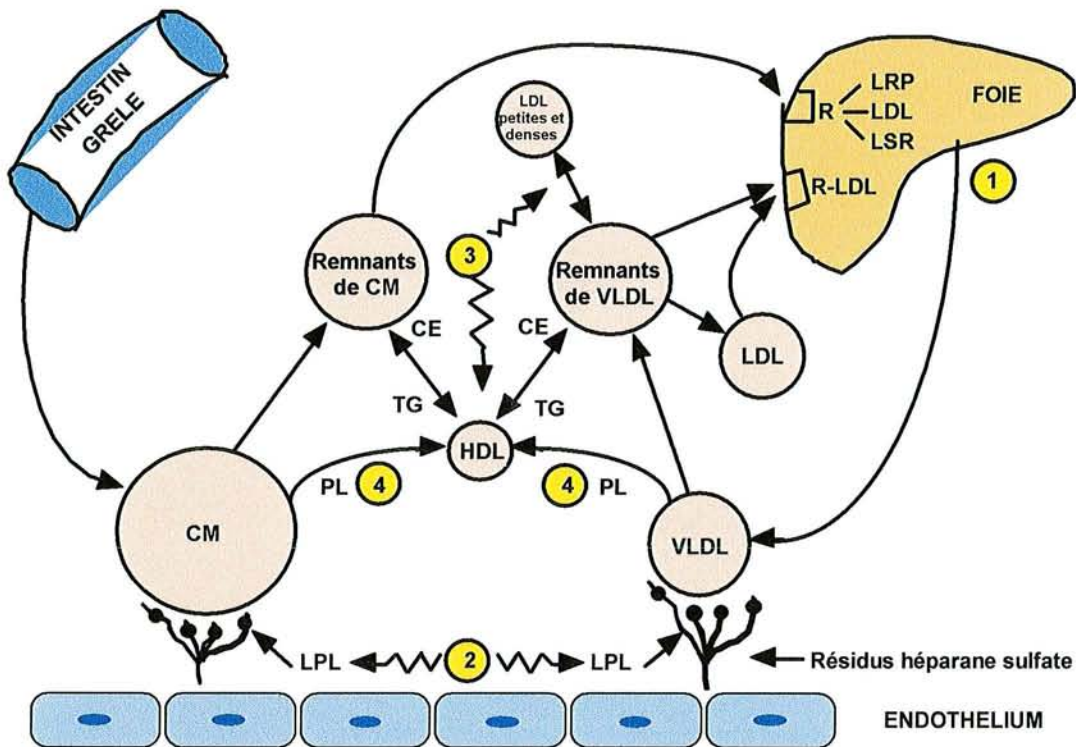 INTESTIN
GRELE
LDL
petites et
denses
R
LRP
LDL
LSR
FOIE
R-LDL
1
Remnants
de CM
3
Remnants
de VLDL
CE
CE
LDL
TG
TG
HDL
PL
4
4
PL
CM
VLDL
LPL
2
LPL
Résidus héparane sulfate
ENDOTHELIUM